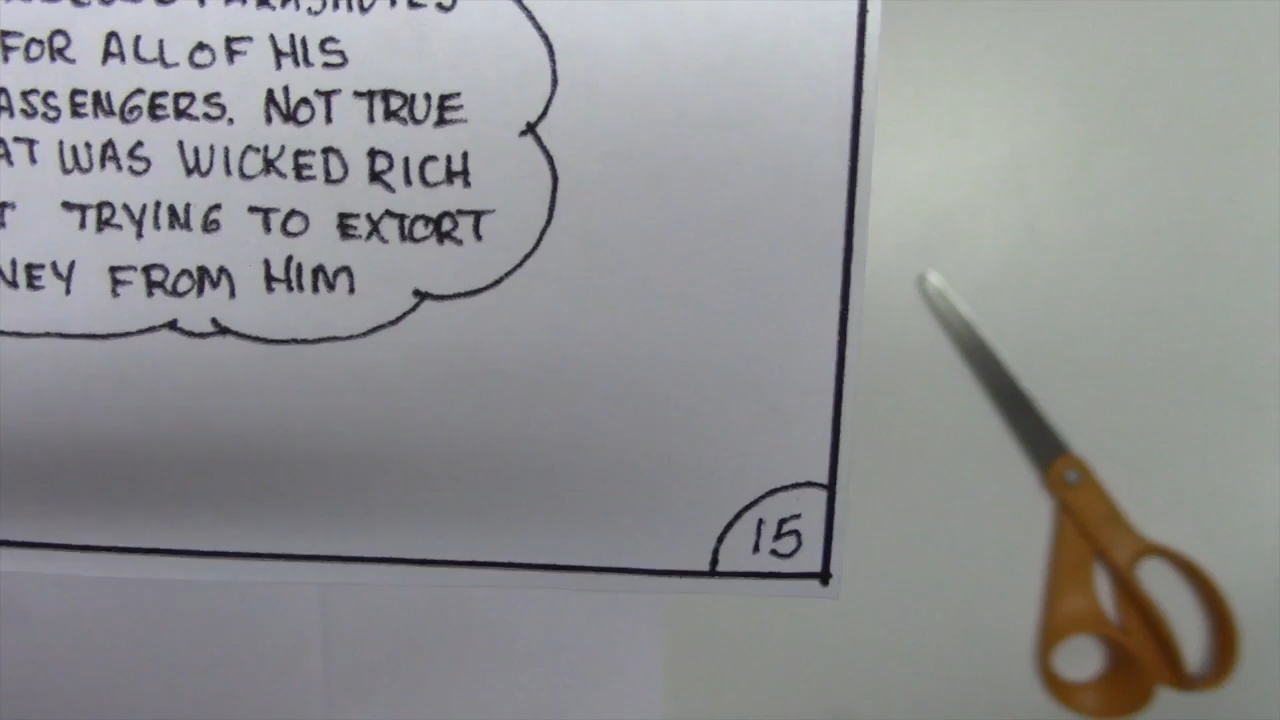 FOR ALL OF HIS
ASSENGERS. NOT TRUE
AT WAS WICKED RICH
T TRYING TO EXTORT
NEY FROM HIM
15